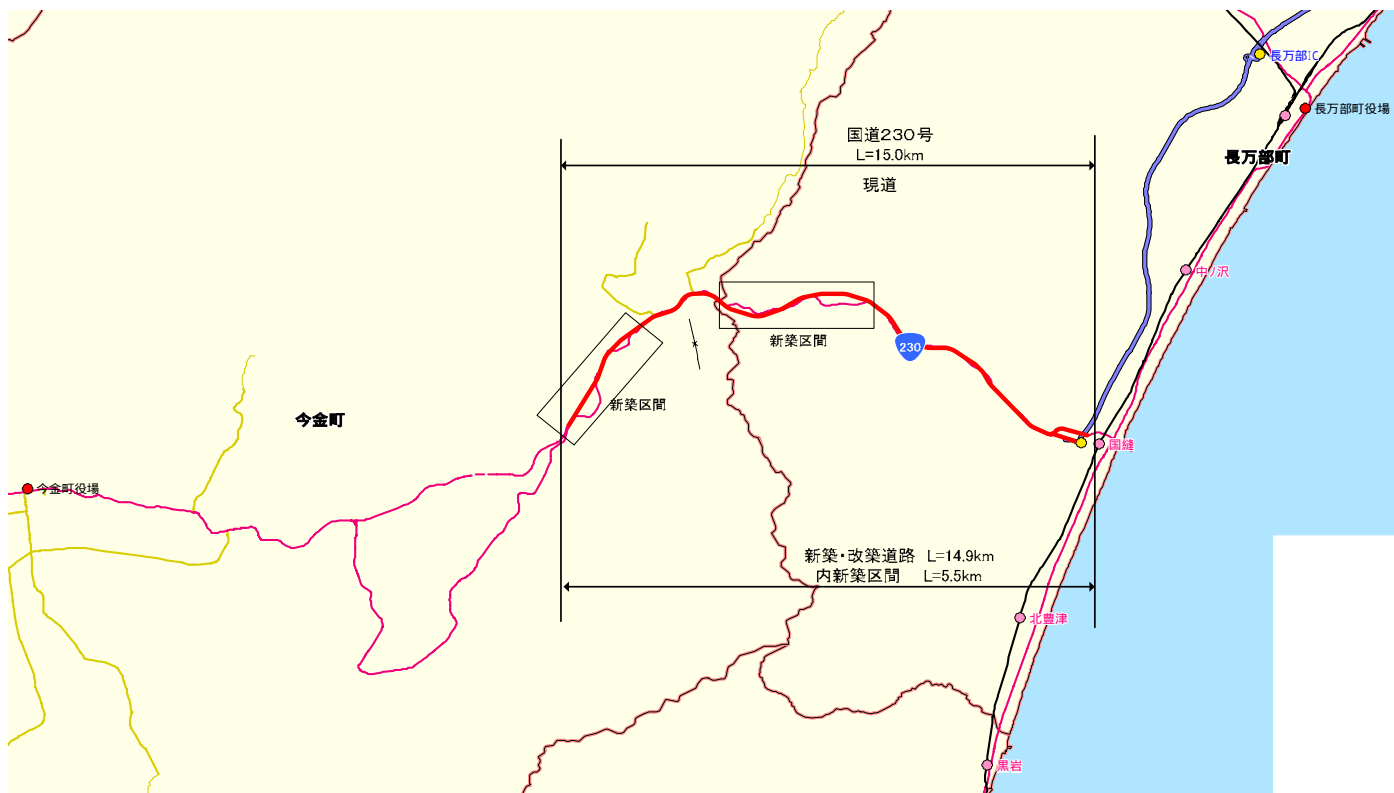 長万部IC
長万部町役場
国道230号
L=15.0km
長万部町
現道
中ノ沢
新築区間
230
新築区間
今金町
国縫
今金町役場
新築・改築道路 L=14.9km
内新築区間 L=5.5km
北豊津
黒岩